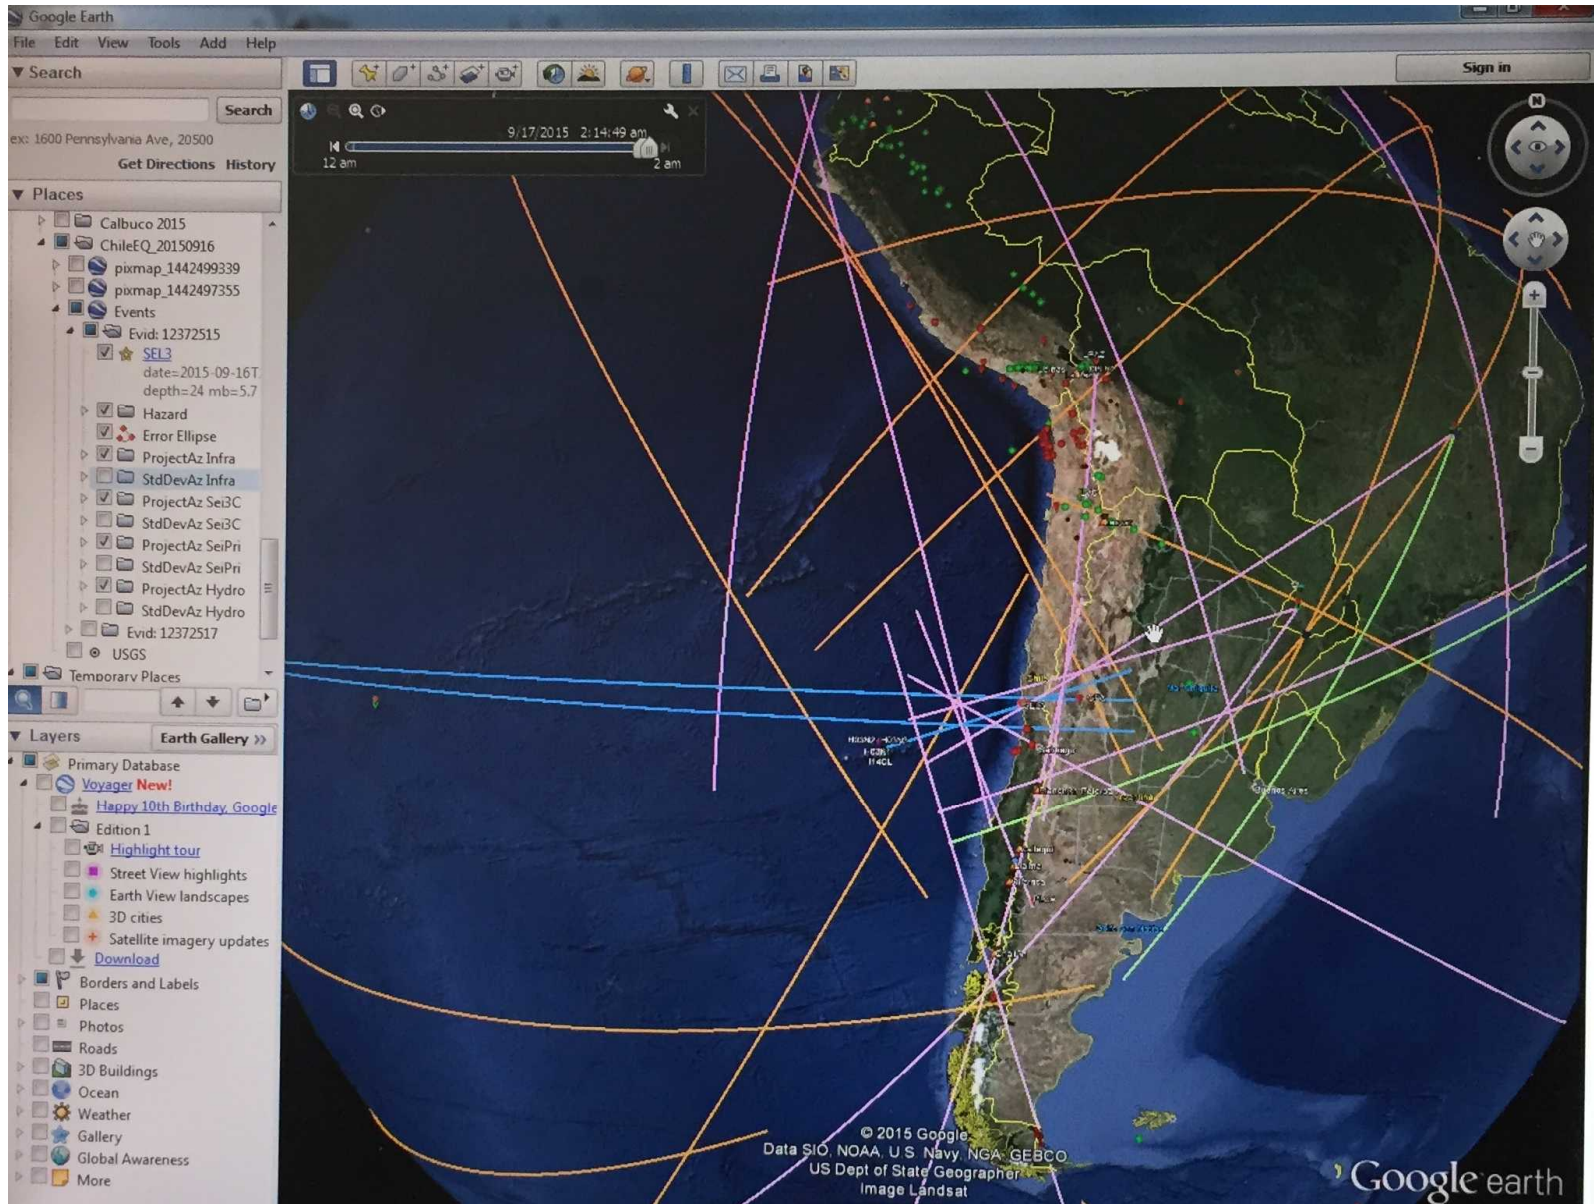 Google Earth
File Edit View Tools Add Help
Search
Search
ex: 1600 Pennsylvania Ave, 20500
Get Directions History
Places
Calbuco 2015
ChileEQ_20150916
pixmap_1442499339
pixmap_1442497355
Events
Evid: 12372515
SEL3
date=2015-09-16T
depth=24 mb=5.7
Hazard
Error Ellipse
ProjectAz Infra
StdDevAz Infra
ProjectAz Sei3C
StdDevAz Sei3C
ProjectAz SeiPri
StdDevAz SeiPri
ProjectAz Hydro
StdDevAz Hydro
Evid: 12372517
USGS
Temporary Places
Layers
Earth Gallery >>
Primary Database
Voyager New!
Happy 10th Birthday, Google
Edition 1
Highlight tour
Street View highlights
Earth View landscapes
3D cities
Satellite imagery updates
Download
Borders and Labels
Places
Photos
Roads
3D Buildings
Ocean
Weather
Gallery
Global Awareness
More
Sign in
9/17/2015 2:14:49 am
12 am
2 am
N
Buenos Aires
© 2015 Google
Data SIO, NOAA, U.S. Navy, NGA, GEBCO
US Dept of State Geographer
Image Landsat
Google earth